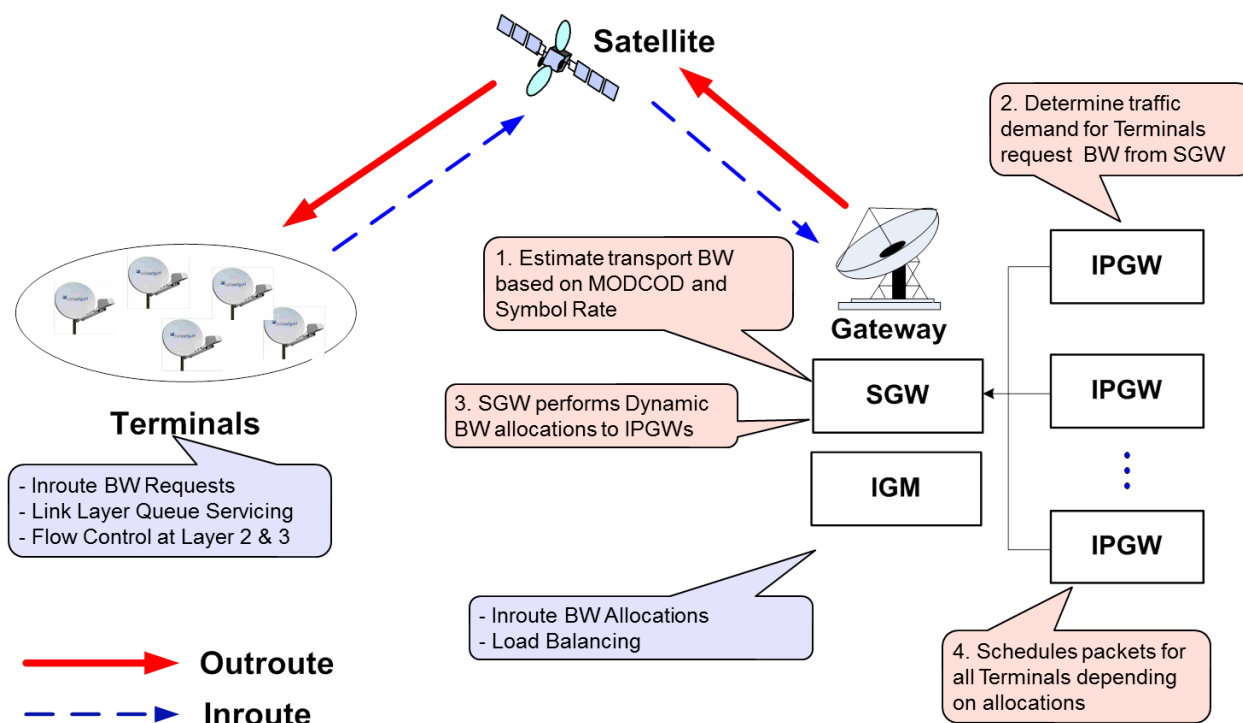 Satellite
2. Determine traffic
demand for Terminals
request BW from SGW
1. Estimate transport BW
based on MODCOD and
Symbol Rate
Gateway
IPGW
SGW
IPGW
3. SGW performs Dynamic
BW allocations to IPGWs
Terminals
- Inroute BW Requests
- Link Layer Queue Servicing
- Flow Control at Layer 2 & 3
IGM
IPGW
- Inroute BW Allocations
- Load Balancing
4. Schedules packets for
all Terminals depending
on allocations
Outroute
Inroute